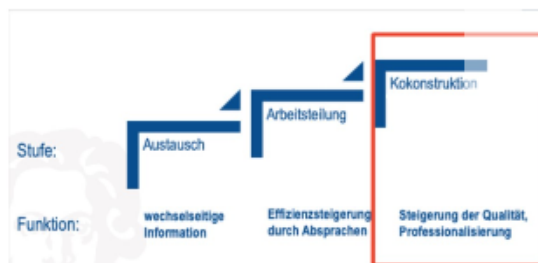 Kokonstruktion
Arbeitsteilung
Stufe: Austausch
Funktion: wechselseitige Information
Effizienzsteigerung durch Absprachen
Steigerung der Qualität, Professionalisierung